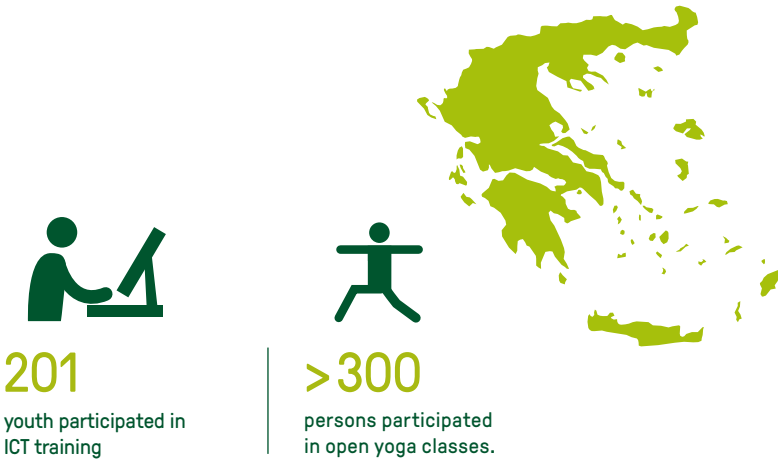 201
youth participated in
ICT training
>300
persons participated
in open yoga classes.